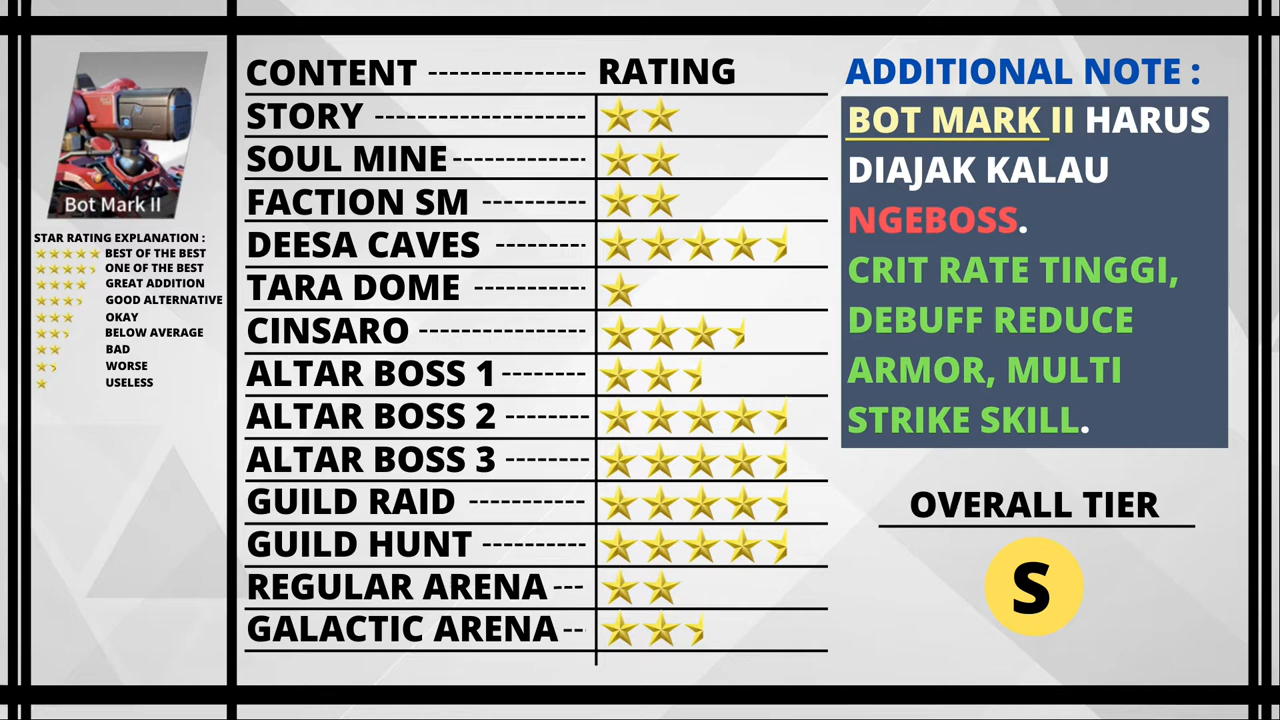 Bot Mark II
STAR RATING EXPLANATION :
BEST OF THE BEST
ONE OF THE BEST
GREAT ADDITION
GOOD ALTERNATIVE
OKAY
BELOW AVERAGE
BAD
WORSE
USELESS
CONTENT -------------- RATING
STORY ------------------
SOUL MINE------------
FACTION SM ---------
DEESA CAVES --------
TARA DOME ----------
CINSARO --------------
ALTAR BOSS 1--------
ALTAR BOSS 2 --------
ALTAR BOSS 3 --------
GUILD RAID ----------
GUILD HUNT ---------
REGULAR ARENA ---
GALACTIC ARENA --
ADDITIONAL NOTE :
BOT MARK II HARUS
DIAJAK KALAU
NGEBOSS.
CRIT RATE TINGGI,
DEBUFF REDUCE
ARMOR, MULTI
STRIKE SKILL.
OVERALL TIER
S